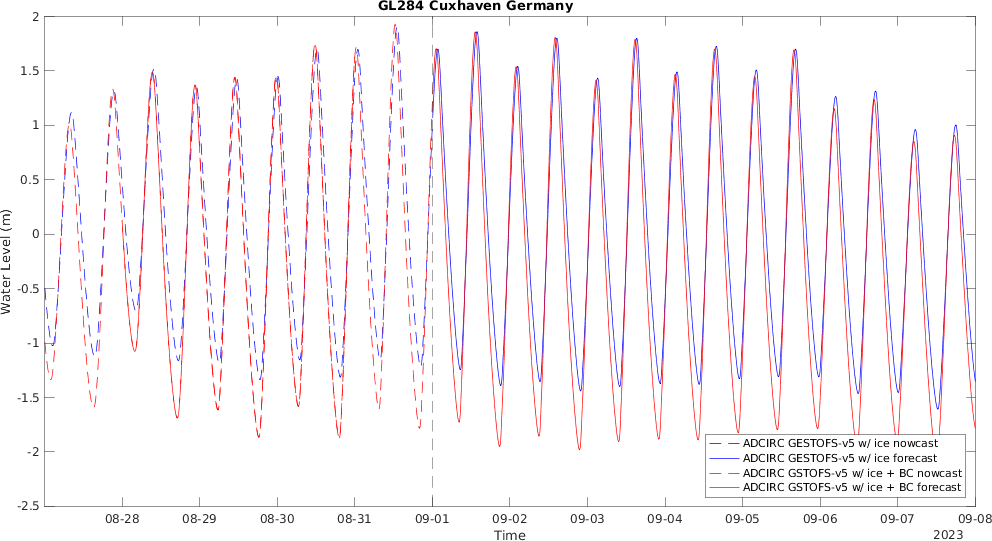 GL284 Cuxhaven Germany
2
1.5
1
0.5
0
-0.5
-1
-1.5
-2
-2.5
Water Level (m)
ADCIRC GESTOFS-v5 w/ ice nowcast
ADCIRC GESTOFS-v5 w/ ice forecast
ADCIRC GSTOFS-v5 w/ ice + BC nowcast
ADCIRC GSTOFS-v5 w/ ice + BC forecast
08-28 08-29 08-30 08-31 09-01 09-02 09-03 09-04 09-05 09-06 09-07 09-08
Time
2023